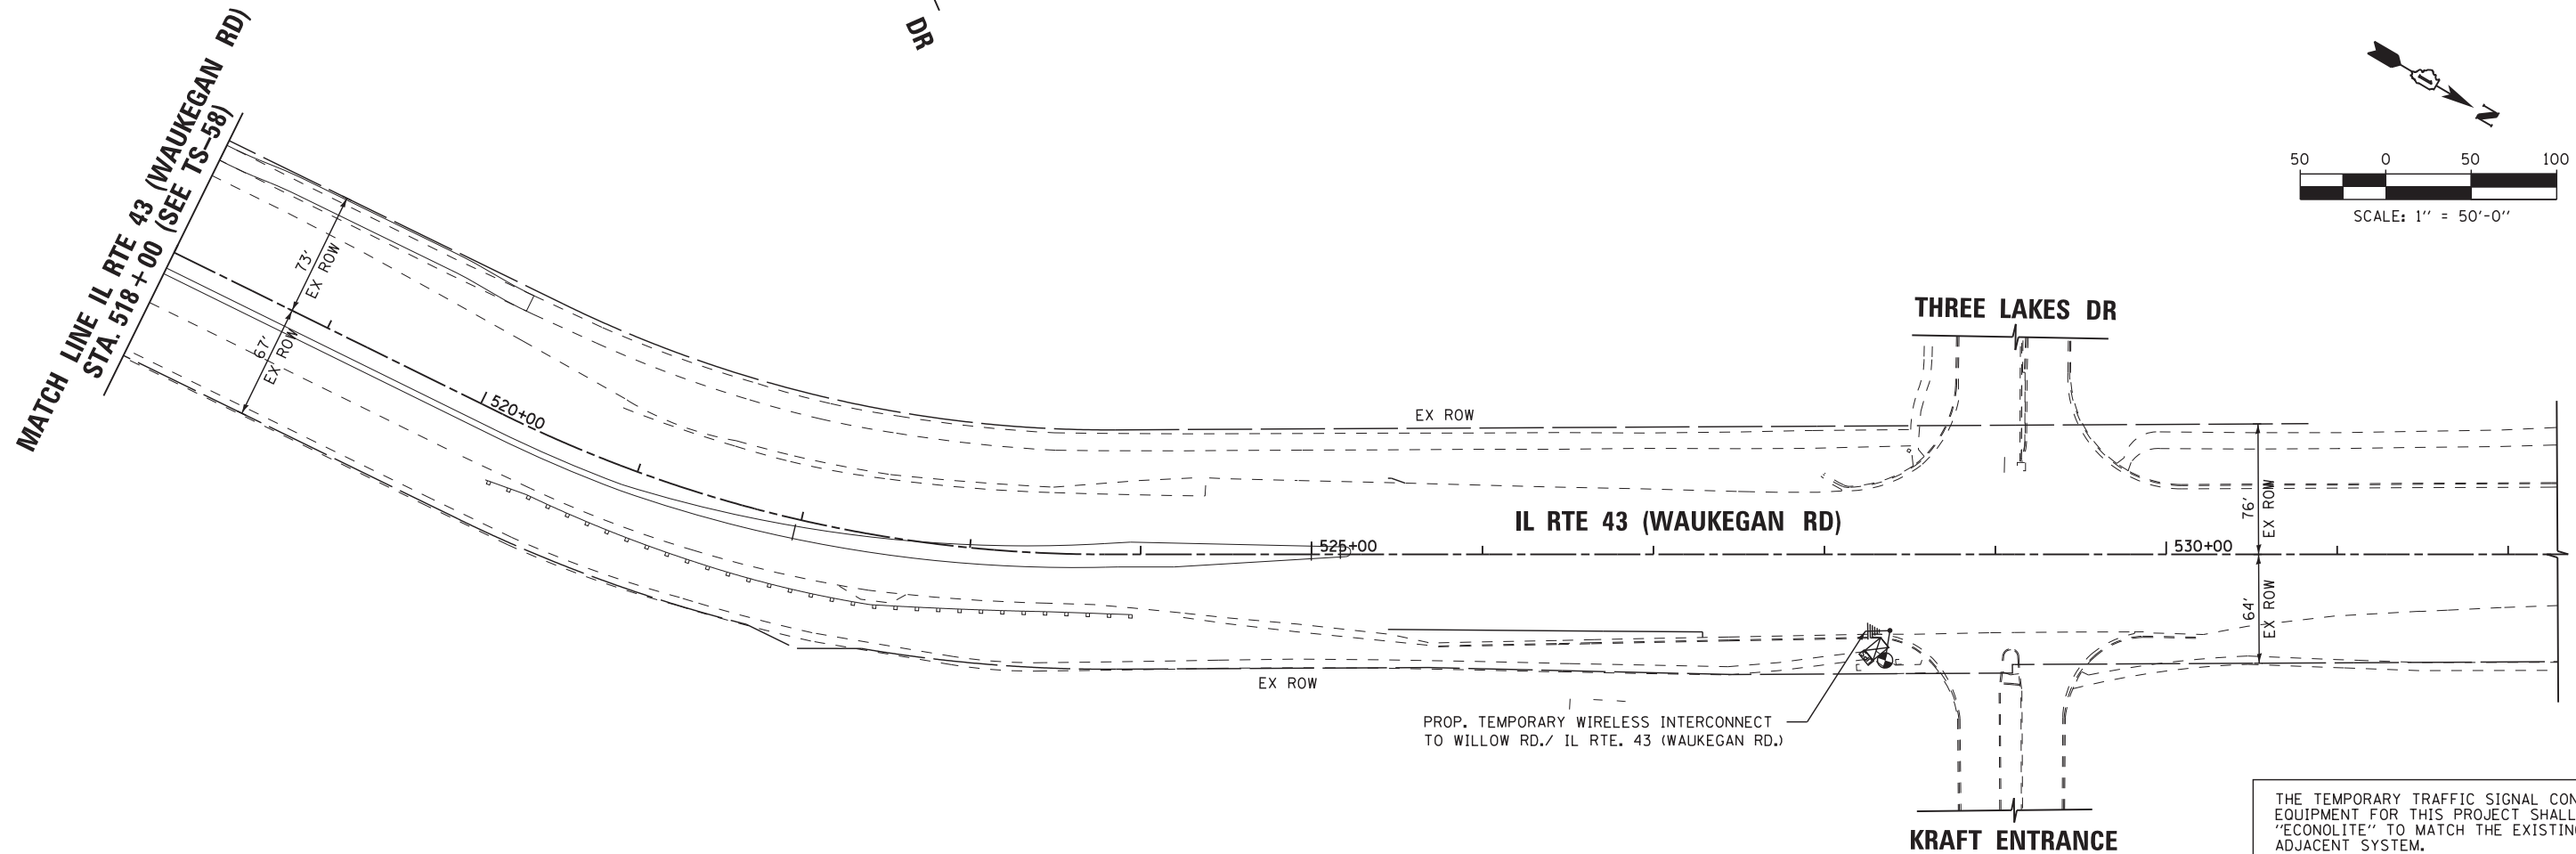 DR
MATCH LINE IL RTE 43 (WAUKEGAN RD)
STA. 518+00 (SEE TS-58)
N
50 0 50 100
SCALE: 1" = 50'-0"
73'
EX ROW
67'
EX ROW
520+00
THREE LAKES DR
EX ROW
IL RTE 43 (WAUKEGAN RD)
525+00
530+00
76'
EX ROW
64'
EX ROW
EX ROW
PROP. TEMPORARY WIRELESS INTERCONNECT
TO WILLOW RD./ IL RTE. 43 (WAUKEGAN RD.)
KRAFT ENTRANCE
THE TEMPORARY TRAFFIC SIGNAL CON
EQUIPMENT FOR THIS PROJECT SHALL
"ECONOLITE" TO MATCH THE EXISTIN
ADJACENT SYSTEM.